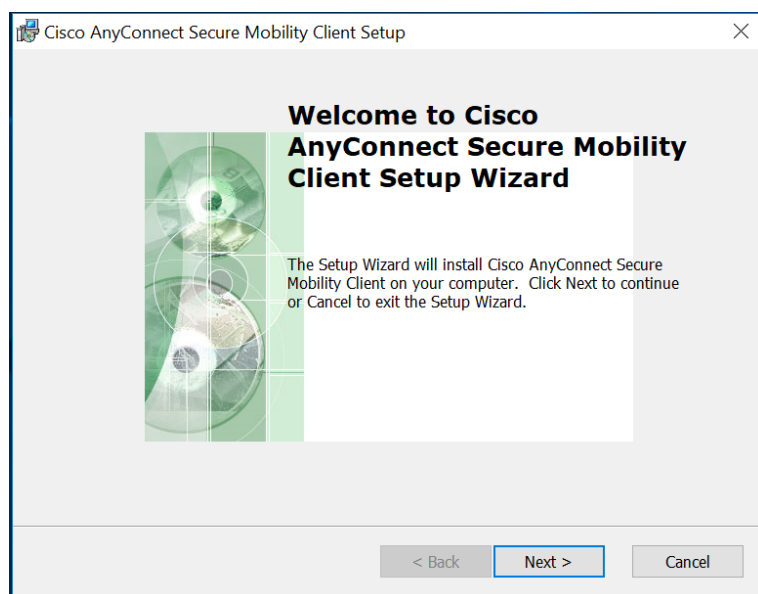 Cisco AnyConnect Secure Mobility Client Setup
Welcome to Cisco
AnyConnect Secure Mobility
Client Setup Wizard
The Setup Wizard will install Cisco AnyConnect Secure
Mobility Client on your computer.  Click Next to continue
or Cancel to exit the Setup Wizard.
< Back
Next >
Cancel